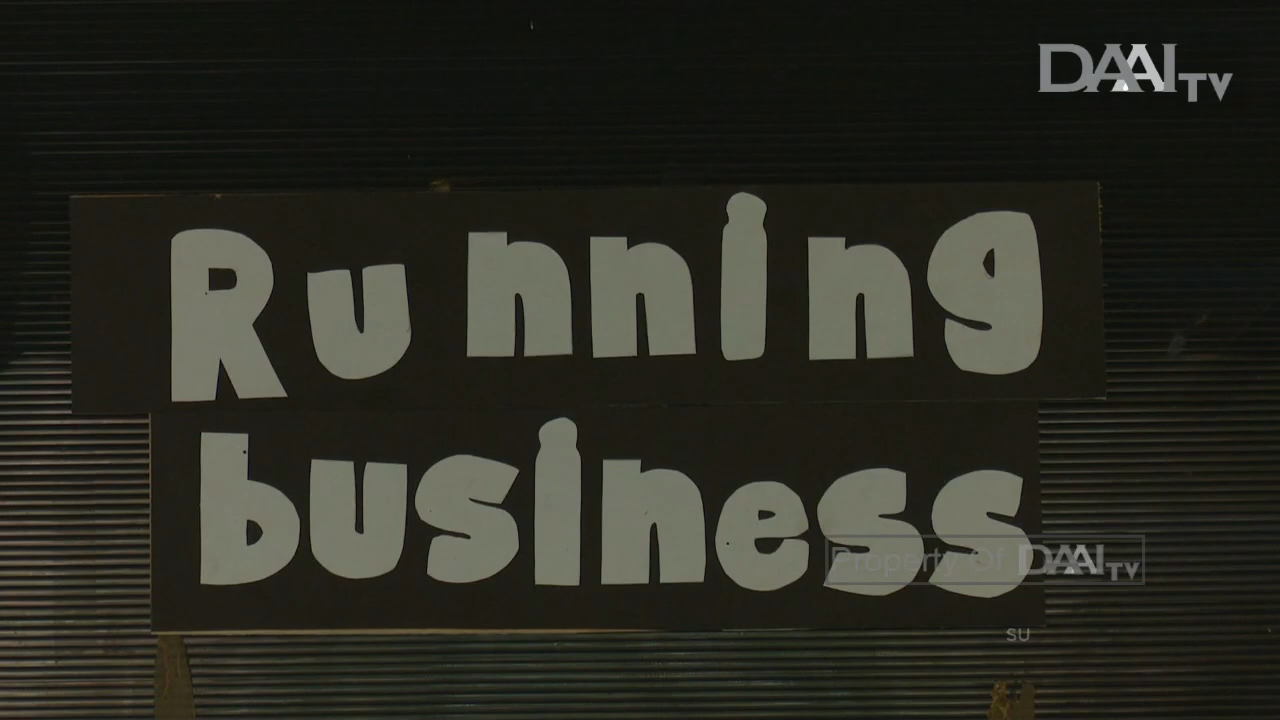 DAAI TV
Running
business
Property Of DAAI TV
SU